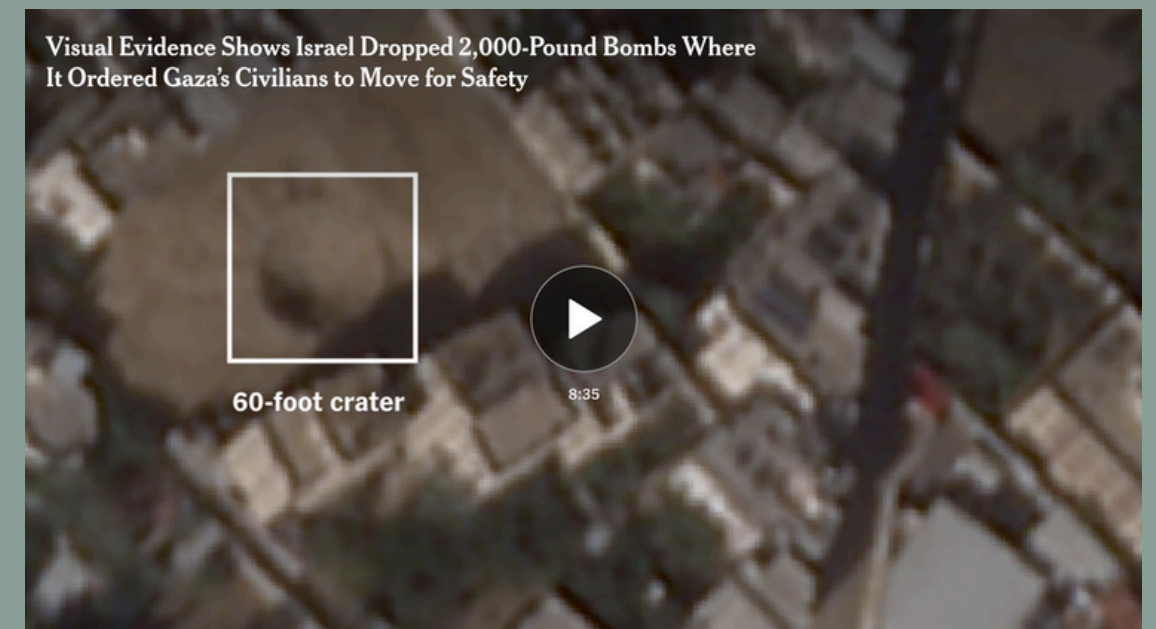 Visual Evidence Shows Israel Dropped 2,000-Pound Bombs Where
It Ordered Gaza’s Civilians to Move for Safety
60-foot crater
8:35